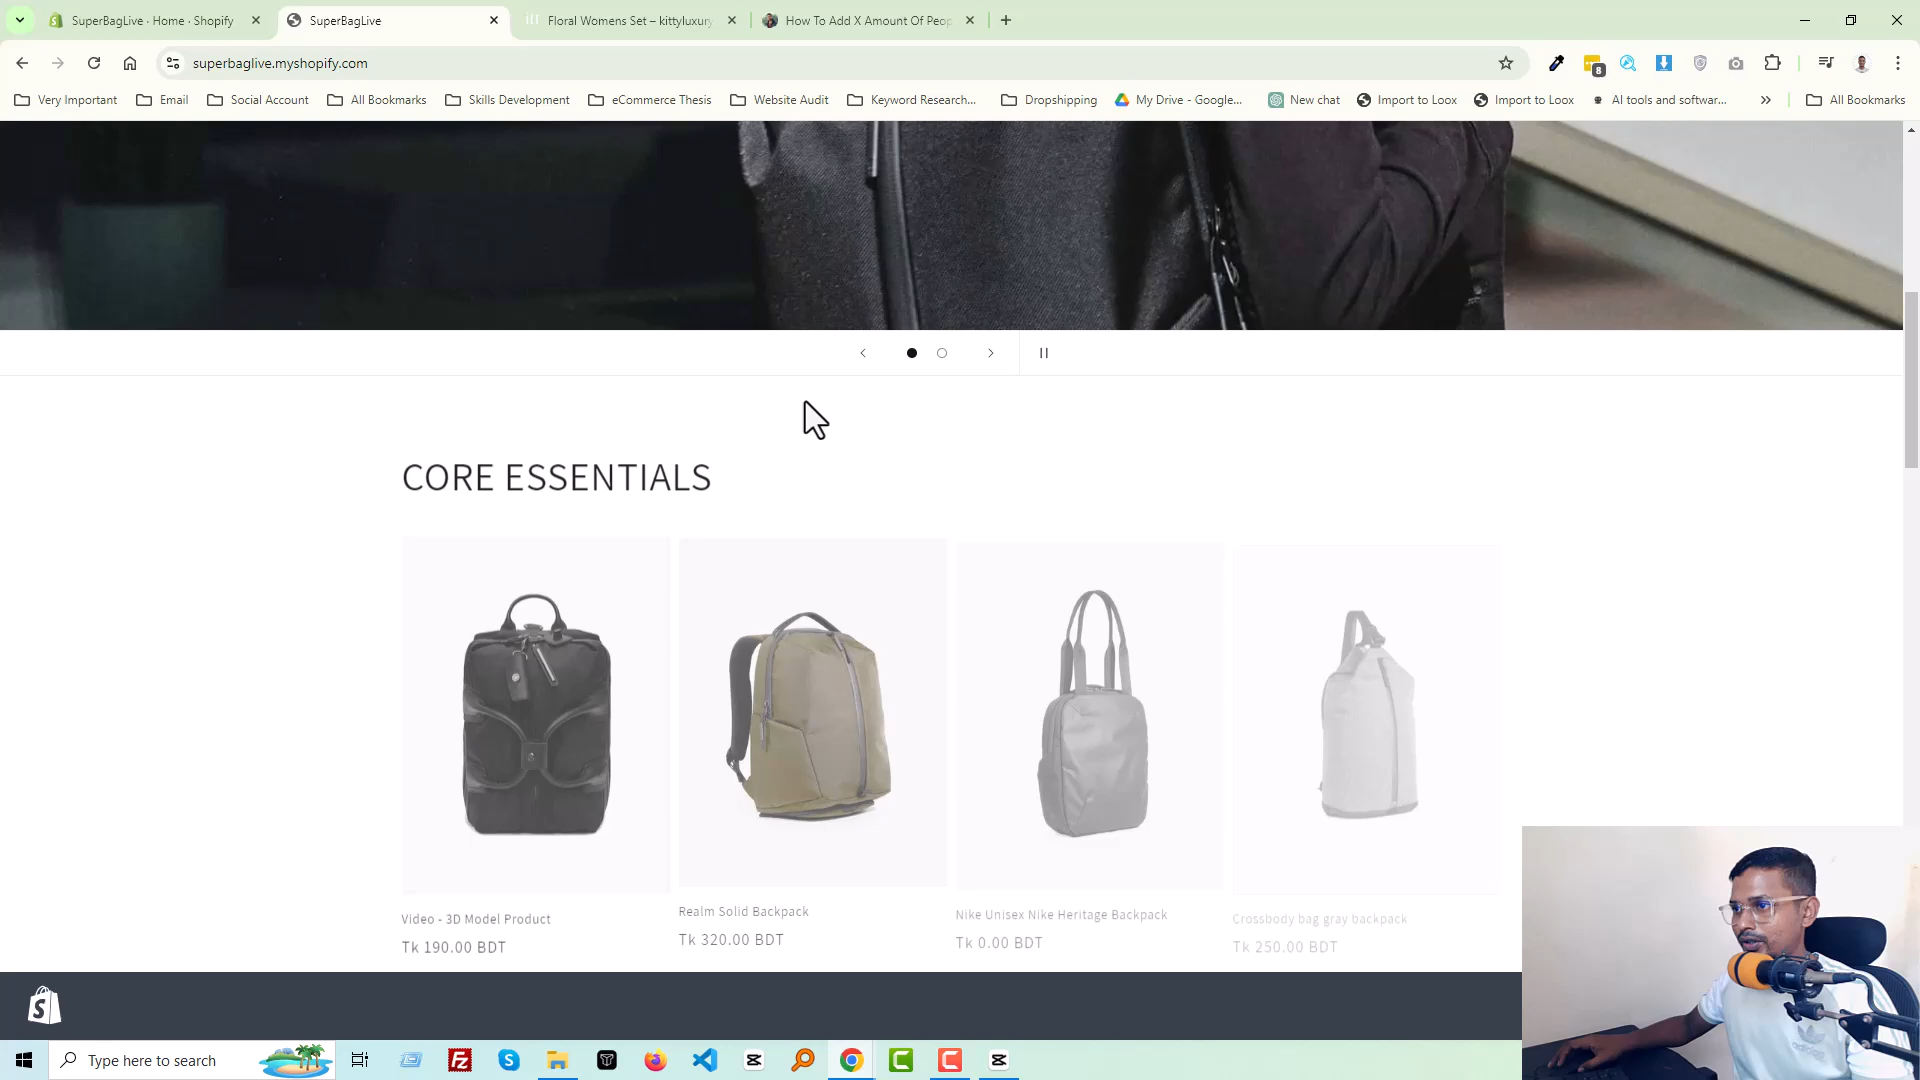 SuperBagLive · Home · Shopify
SuperBagLive
Floral Womens Set – kittyluxury
How To Add X Amount Of Peop
superbaglive.myshopify.com
8
Very Important
Email
Social Account
All Bookmarks
Skills Development
eCommerce Thesis
Website Audit
Keyword Research...
Dropshipping
My Drive - Google...
New chat
Import to Loox
Import to Loox
AI tools and softwar...
All Bookmarks
CORE ESSENTIALS
Video - 3D Model Product
Tk 190.00 BDT
Realm Solid Backpack
Tk 320.00 BDT
Nike Unisex Nike Heritage Backpack
Tk 0.00 BDT
Crossbody bag gray backpack
Tk 250.00 BDT
Type here to search